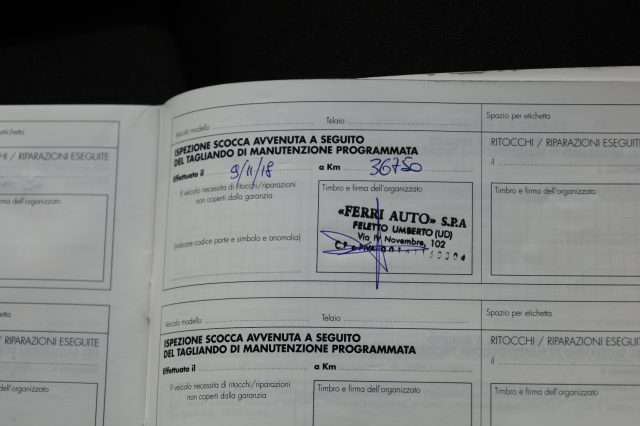 etichetta
OCCHI / RIPARAZIONI ESEGUITE
ma dell'organizzato
etta
/ RIPARAZIONI ESEGUITE
dell'organizzato
Veicolo modello Telaio
Spazio per etichetta
ISPEZIONE SCOCCA AVVENUTA A SEGUITO
DEL TAGLIANDO DI MANUTENZIONE PROGRAMMATA
Effettuato il 9/11/18 a Km 36750
RITOCCHI / RIPARAZIONI ESEGUITE
il
Il veicolo necessita di ritocchi/riparazioni
non coperti dalla garanzia
(indicare codice parte e simbolo e anomalia)
Timbro e firma dell'organizzato
«FERRI AUTO» S.P.A
FELETTO UMBERTO (UD)
Via IV Novembre, 102
Timbro e firma dell'organizzato
Veicolo modello Telaio
Spazio per etichetta
ISPEZIONE SCOCCA AVVENUTA A SEGUITO
DEL TAGLIANDO DI MANUTENZIONE PROGRAMMATA
Effettuato il a Km
RITOCCHI / RIPARAZIONI ESEGUITE
il
Il veicolo necessita di ritocchi/riparazioni
non coperti dalla garanzia
Timbro e firma dell'organizzato
Timbro e firma dell'organizzato